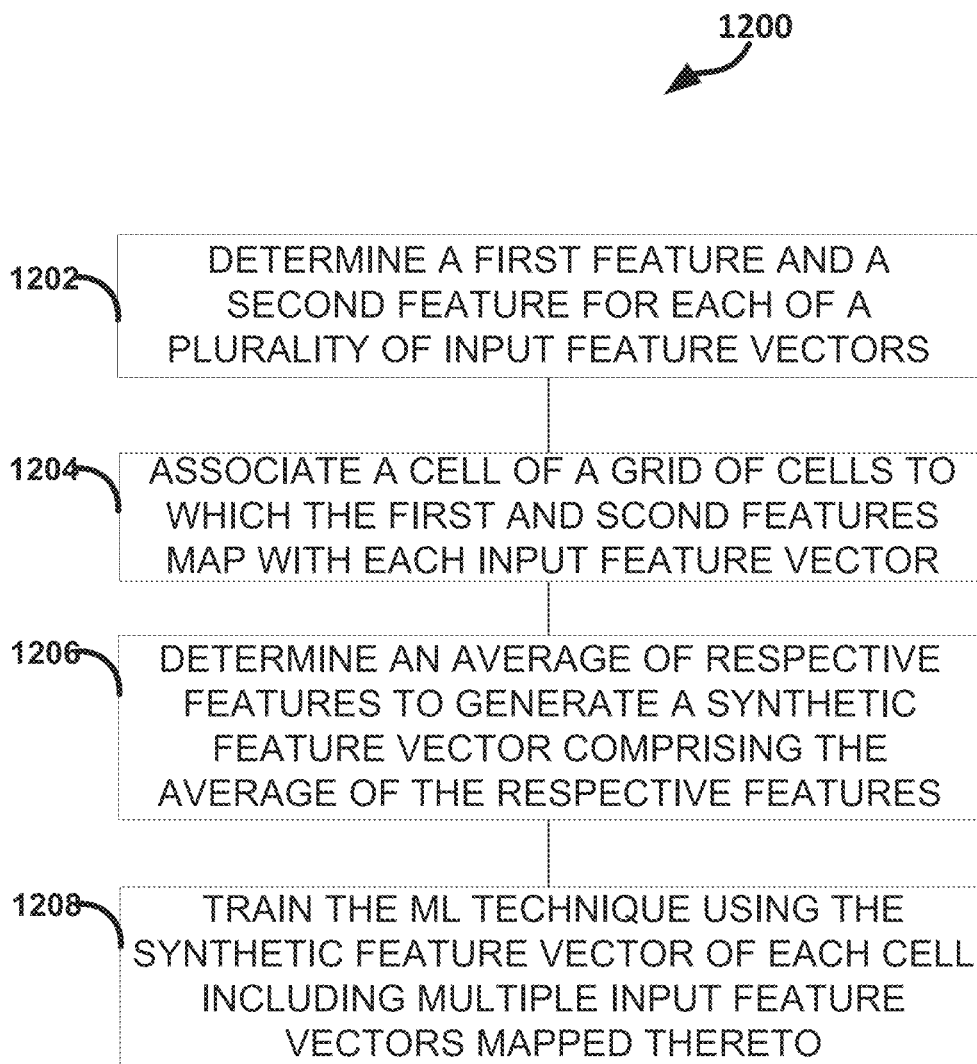 1200
1202
DETERMINE A FIRST FEATURE AND A
SECOND FEATURE FOR EACH OF A
PLURALITY OF INPUT FEATURE VECTORS
1204
ASSOCIATE A CELL OF A GRID OF CELLS TO
WHICH THE FIRST AND SCOND FEATURES
MAP WITH EACH INPUT FEATURE VECTOR
1206
DETERMINE AN AVERAGE OF RESPECTIVE
FEATURES TO GENERATE A SYNTHETIC
FEATURE VECTOR COMPRISING THE
AVERAGE OF THE RESPECTIVE FEATURES
1208
TRAIN THE ML TECHNIQUE USING THE
SYNTHETIC FEATURE VECTOR OF EACH CELL
INCLUDING MULTIPLE INPUT FEATURE
VECTORS MAPPED THERETO